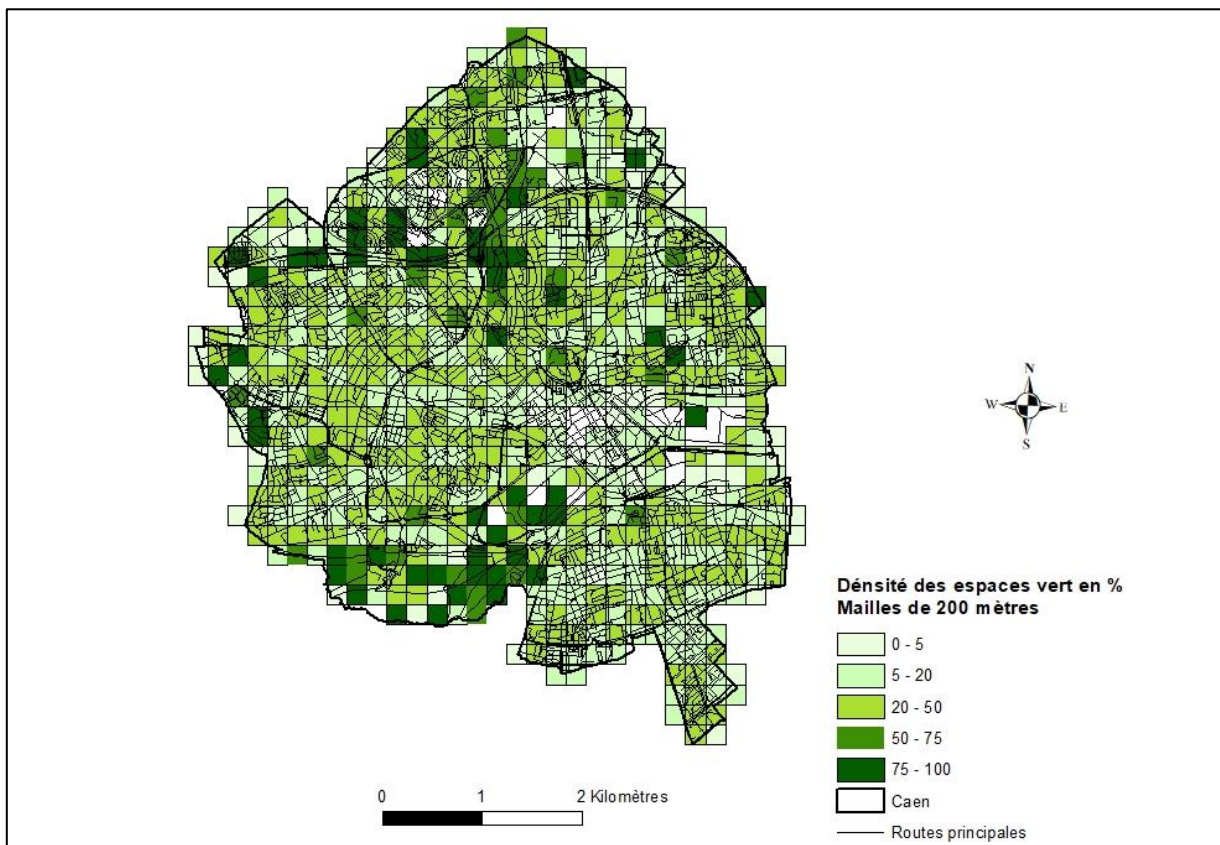 N
W E
S
Dénsité des espaces vert en %
Mailles de 200 mètres
0 - 5
5 - 20
20 - 50
50 - 75
75 - 100
Caen
Routes principales
0 1 2 Kilomètres